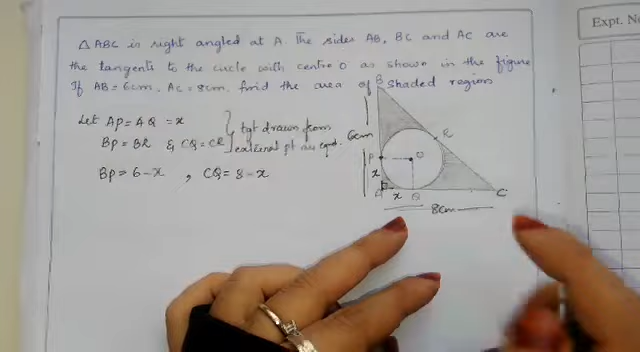 △ ABC is right angled at A. The sides AB, BC and AC are
the tangents to the circle with centre O as shown in the figure
If AB = 6cm, AC = 8cm, find the area of shaded region
Let AP = AQ = x
BP = BR & CQ = CR
tgt drawn from
external pt are equal.
BP = 6-x , CQ = 8-x
B
6cm
R
P
O
x
A
x
Q
C
8cm
Expt. No